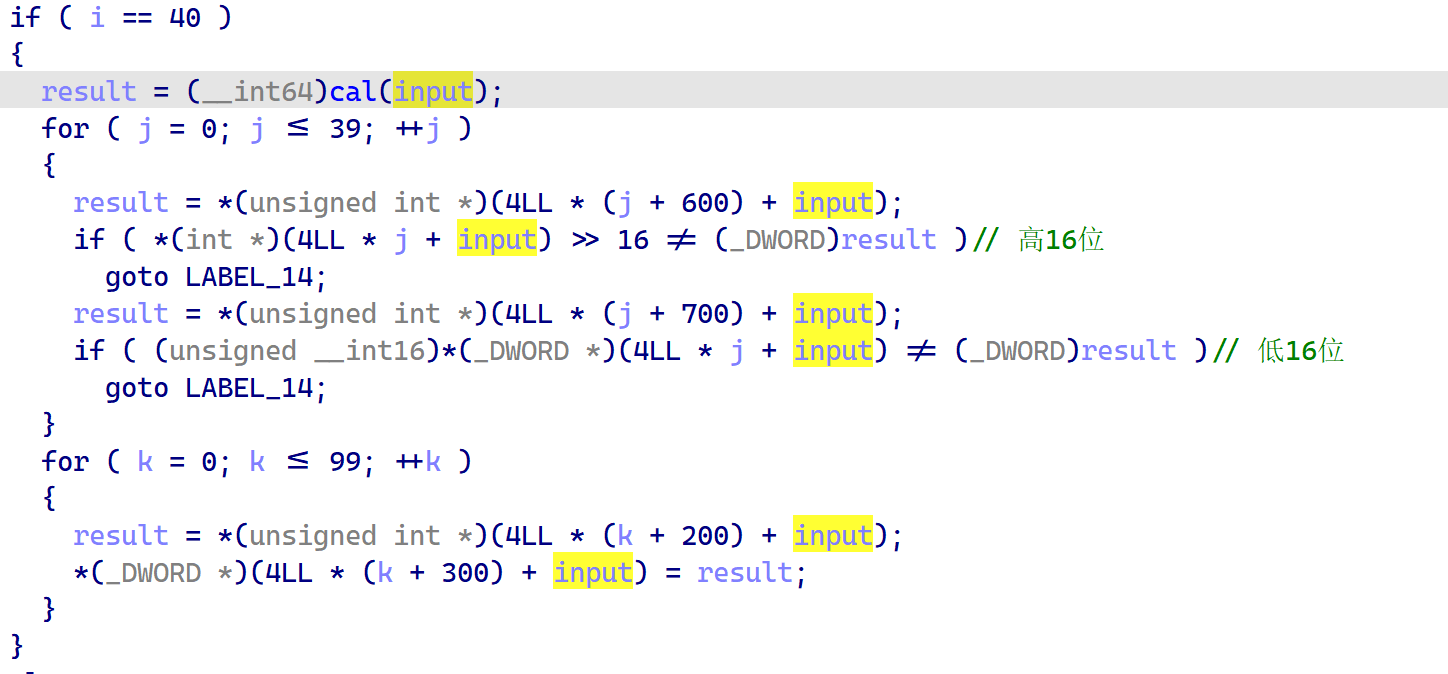 if ( i == 40 )
{
result = (__int64)cal(input);
for ( j = 0; j ≤ 39; ++j )
{
result = *(unsigned int *)(4LL * (j + 600) + input);
if ( *(int *)(4LL * j + input) >> 16 ≠ (_DWORD)result )// 高16位
goto LABEL_14;
result = *(unsigned int *)(4LL * (j + 700) + input);
if ( (unsigned __int16)*(_DWORD *)(4LL * j + input) ≠ (_DWORD)result )// 低16位
goto LABEL_14;
}
for ( k = 0; k ≤ 99; ++k )
{
result = *(unsigned int *)(4LL * (k + 200) + input);
*(_DWORD *)(4LL * (k + 300) + input) = result;
}
}